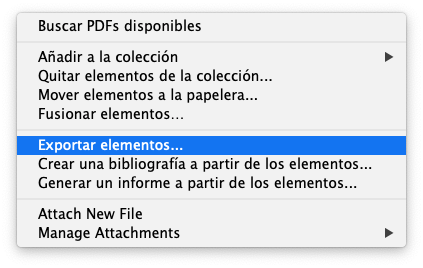 Buscar PDFs disponibles
Añadir a la colección
Quitar elementos de la colección...
Mover elementos a la papelera...
Fusionar elementos...
Exportar elementos...
Crear una bibliografía a partir de los elementos...
Generar un informe a partir de los elementos...
Attach New File
Manage Attachments